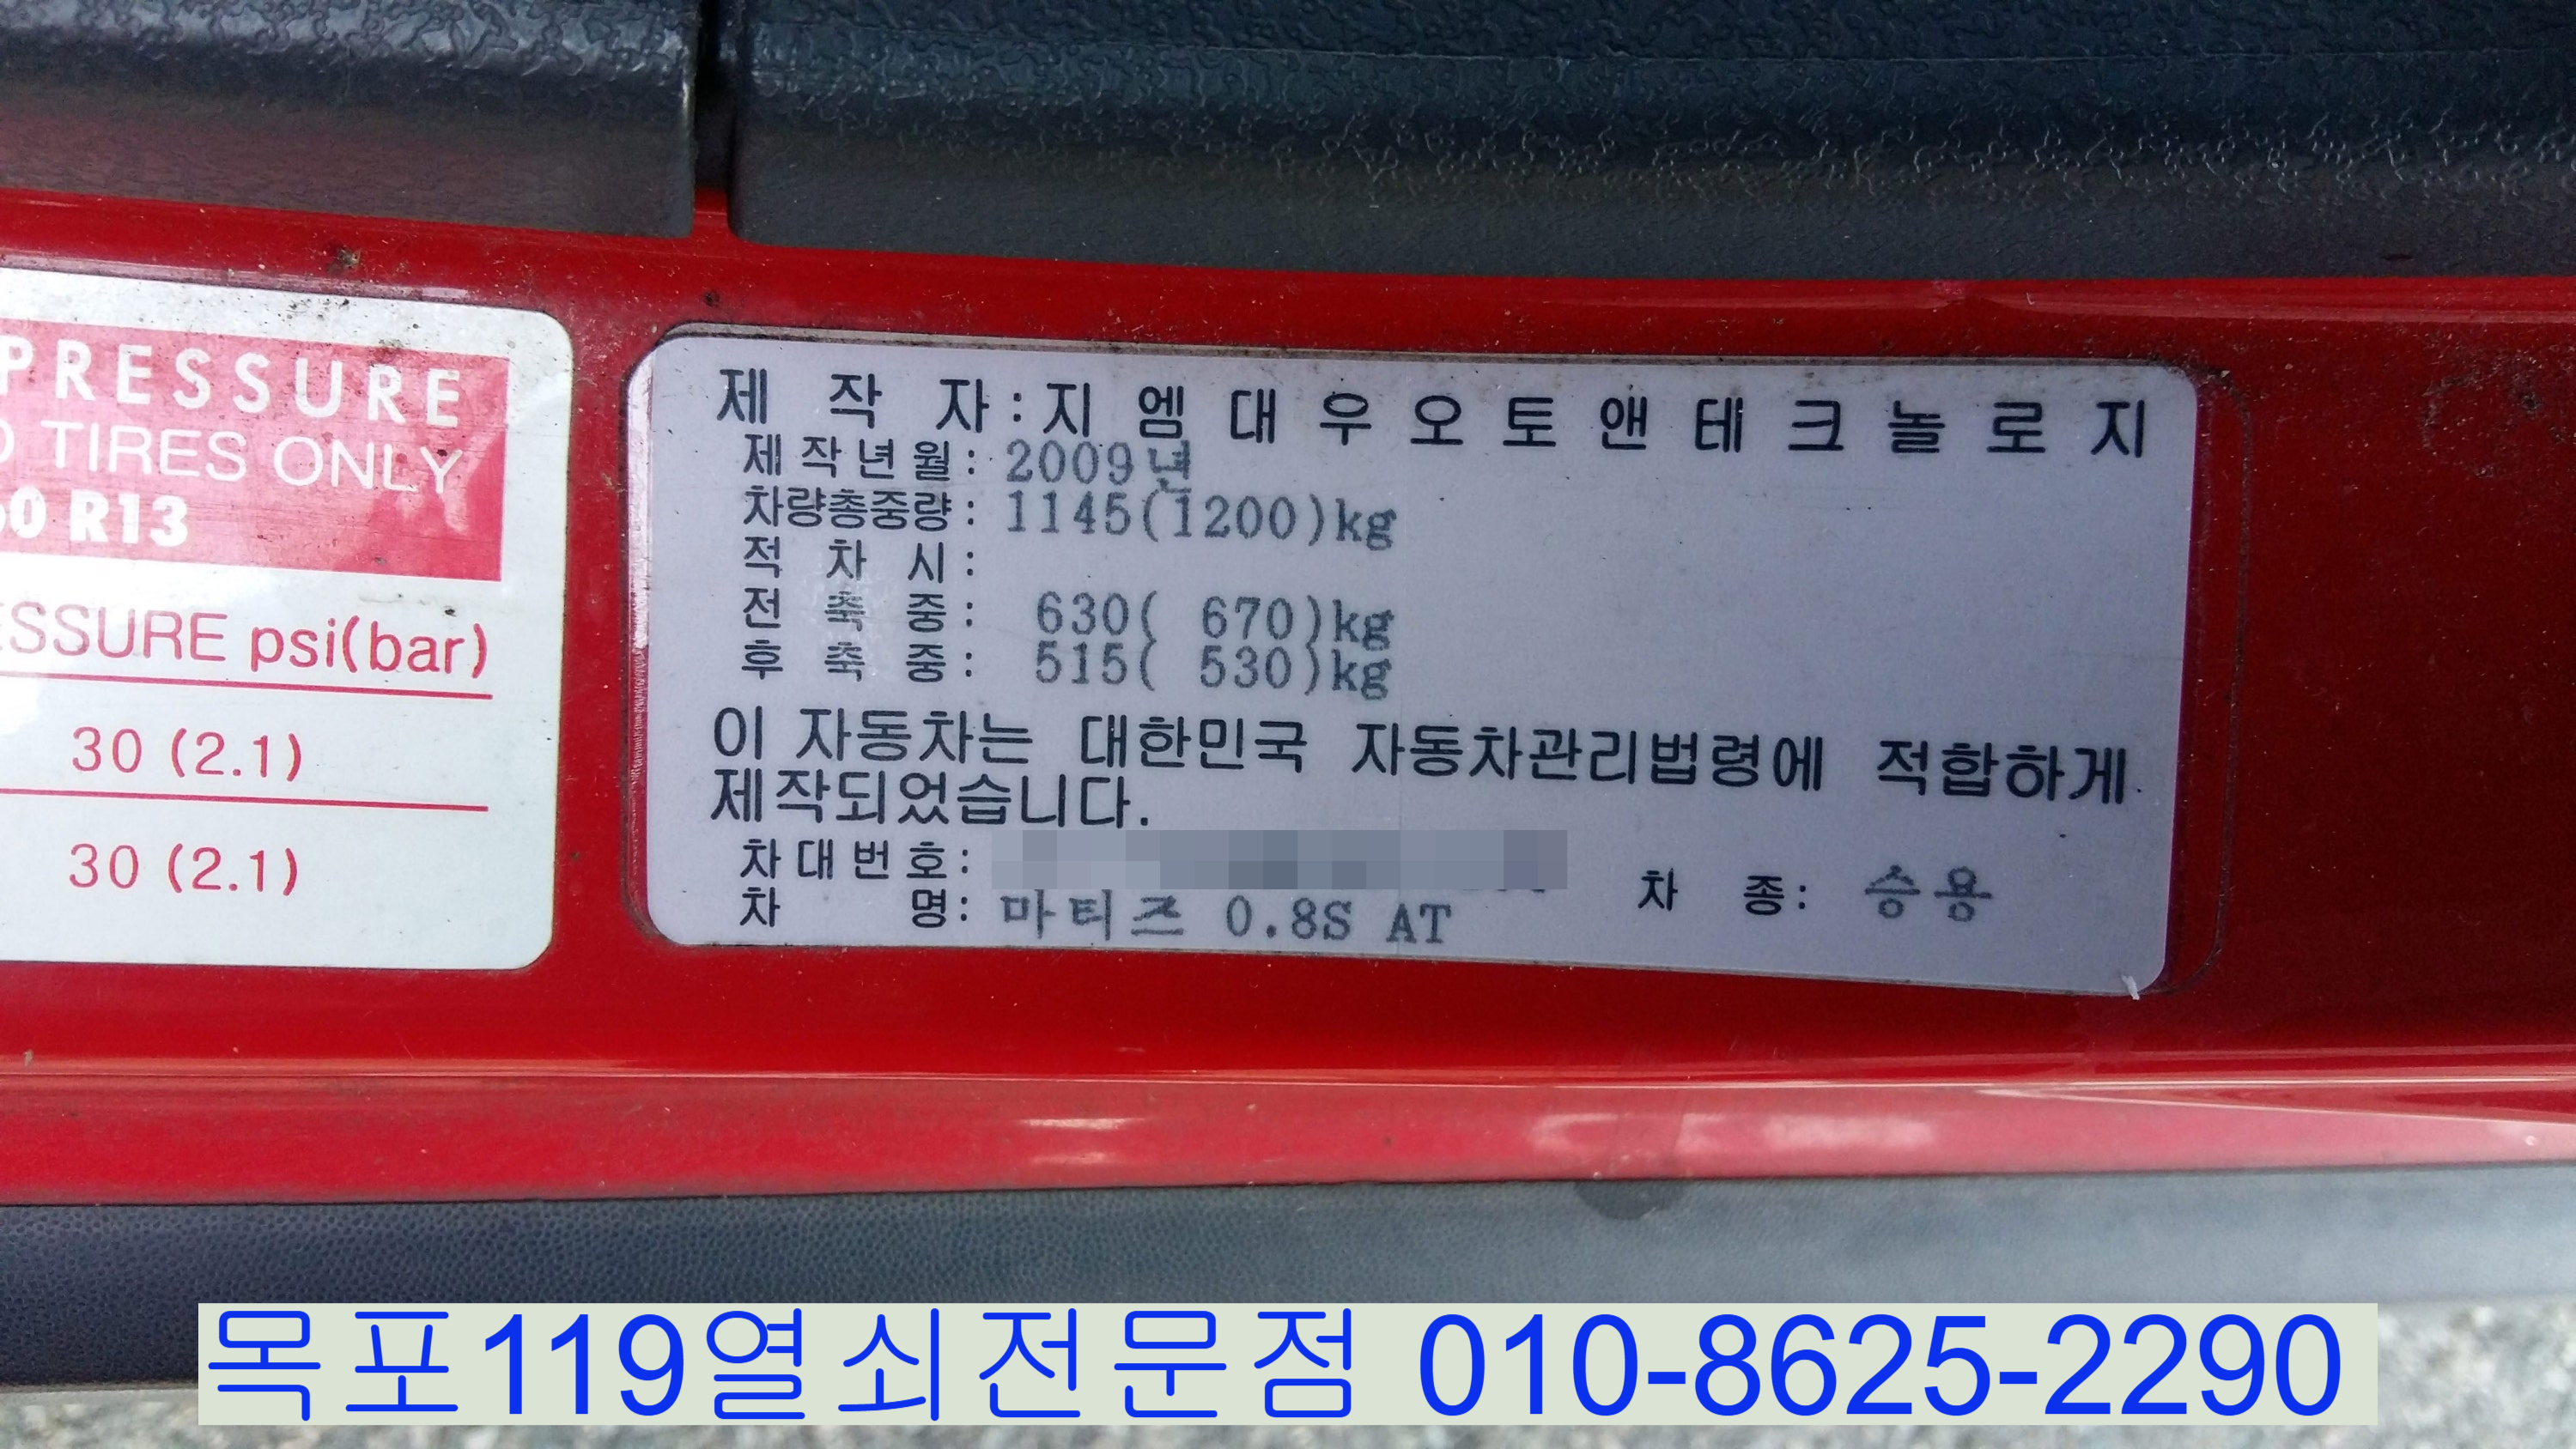 PRESSURE
TIRES ONLY
R13
psi(bar)
30 (2.1)
30 (2.1)
제 작 자 : 지 엠 대 우 오 토 앤 테 크 놀 로 지
제작년월 : 2009년
차량총중량 : 1145(1200)kg
적 차 시 :
전 축 중 : 630( 670)kg
후 축 중 : 515( 530)kg
이 자동차는 대한민국 자동차관리법령에 적합하게
제작되었습니다.
차대번호 :
차 종 : 승용
차 명 : 마티즈 0.8S AT
목포119열쇠전문점 010-8625-2290